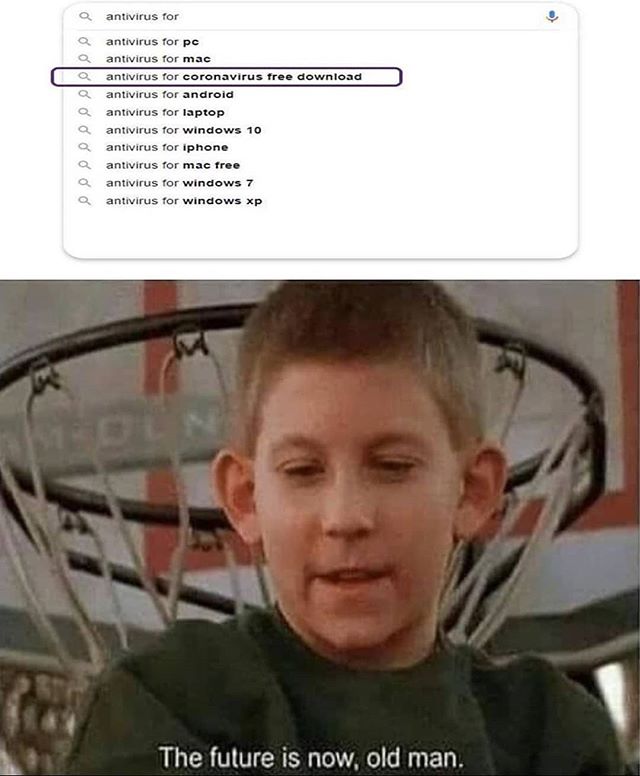 antivirus for
antivirus for pc
antivirus for mac
antivirus for coronavirus free download
antivirus for android
antivirus for laptop
antivirus for windows 10
antivirus for iphone
antivirus for mac free
antivirus for windows 7
antivirus for windows xp
The future is now, old man.